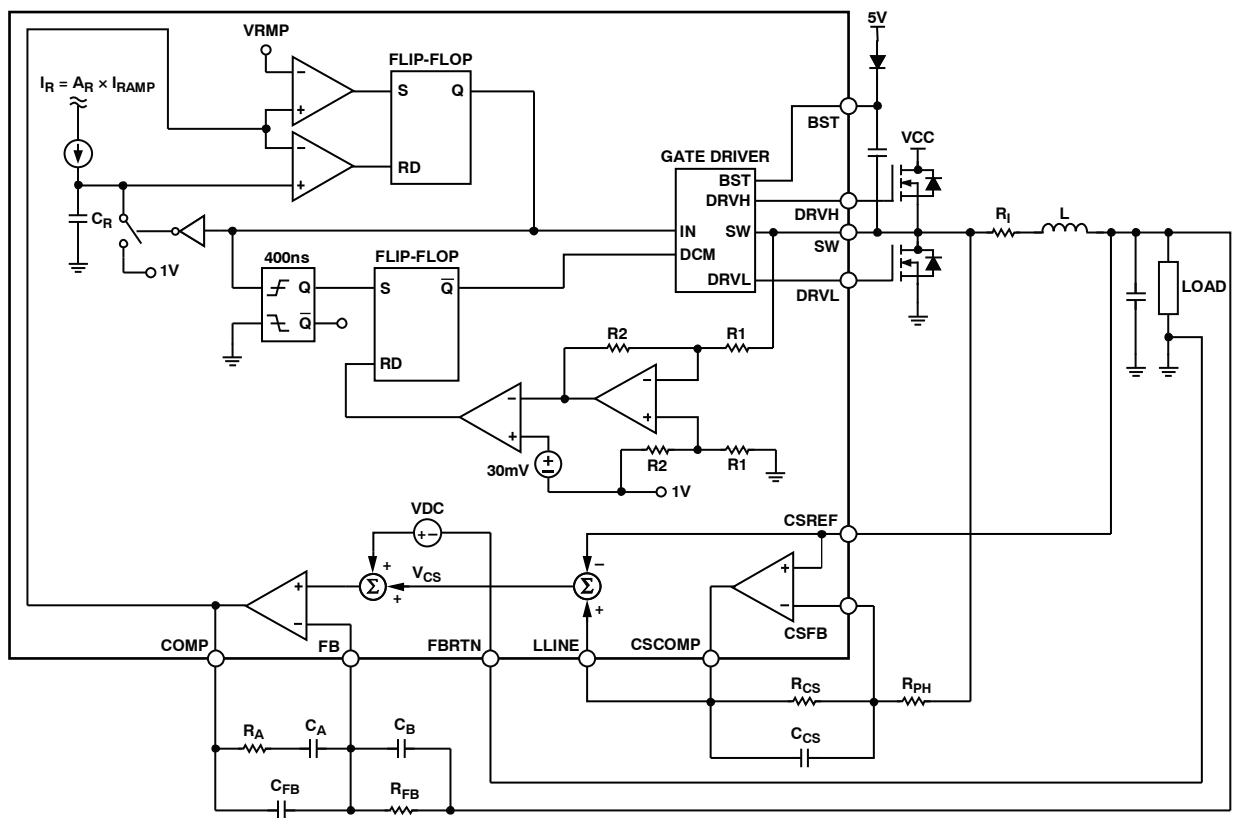 5V
VRMP
FLIP-FLOP
I_R = A_R × I_RAMP
−
S
Q
+
BST
VCC
−
RD
GATE DRIVER
+
BST
DRVH
DRVH
C_R
R_I
L
IN
SW
SW
DCM
1V
400ns
FLIP-FLOP
DRVL
DRVL
LOAD
Q
S
Q̅
Q̅
R2
R1
RD
−
−
+
+
R2
R1
30mV
+
−
1V
VDC
CSREF
+−
+
−
V_CS
Σ
Σ
+
+
+
−
+
−
CSFB
COMP
FB
FBRTN
LLINE
CSCOMP
R_CS
R_PH
R_A
C_A
C_B
C_CS
C_FB
R_FB